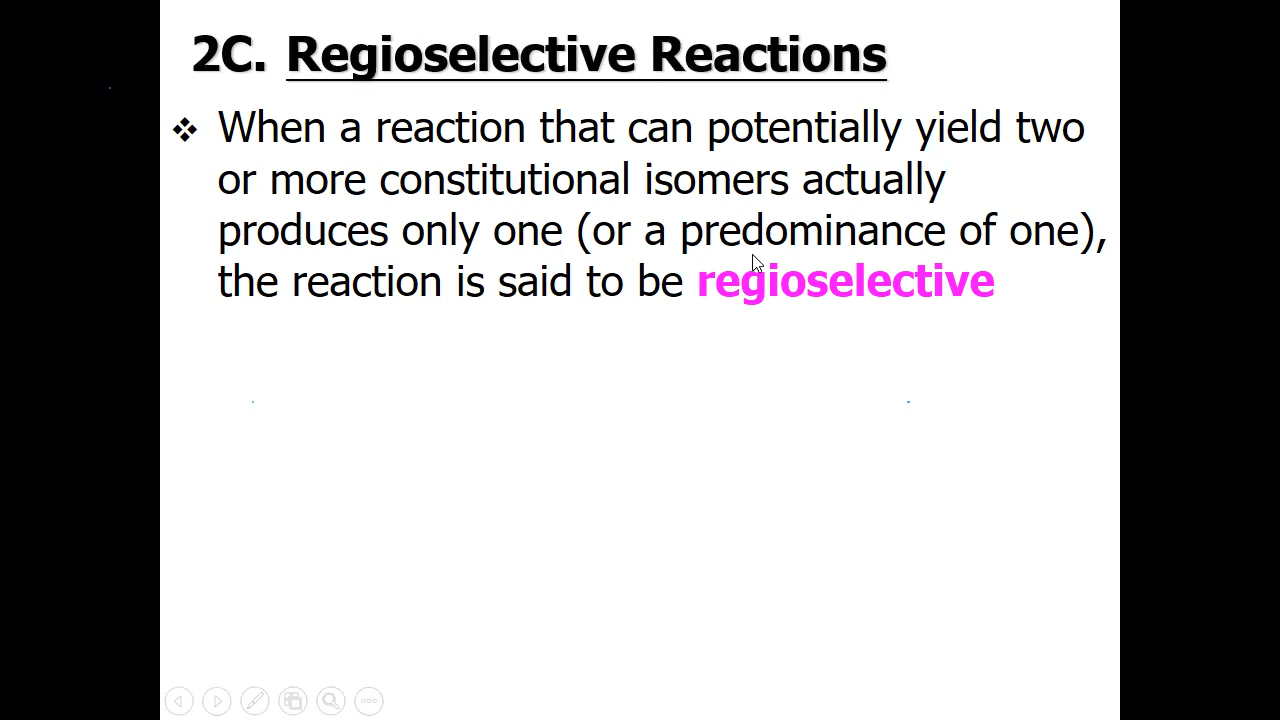 2C. Regioselective Reactions
❖ When a reaction that can potentially yield two
or more constitutional isomers actually
produces only one (or a predominance of one),
the reaction is said to be regioselective